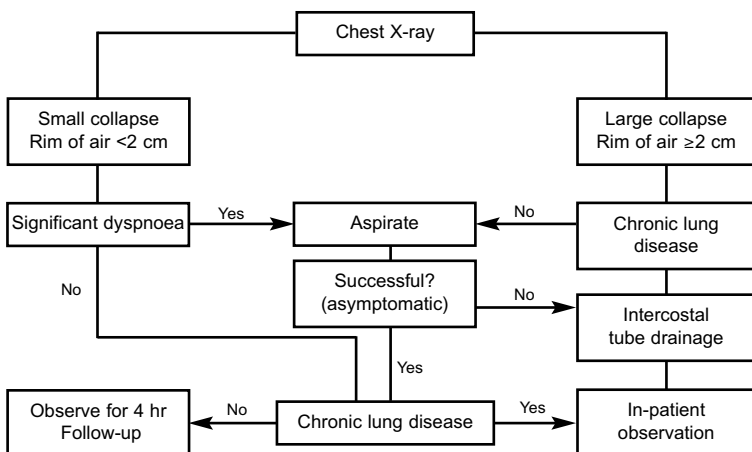 Chest X-ray
Small collapse
Rim of air <2 cm
Large collapse
Rim of air ≥2 cm
Significant dyspnoea
Yes
Aspirate
No
Chronic lung
disease
No
Successful?
(asymptomatic)
No
Intercostal
tube drainage
Yes
Observe for 4 hr
Follow-up
No
Chronic lung disease
Yes
In-patient
observation